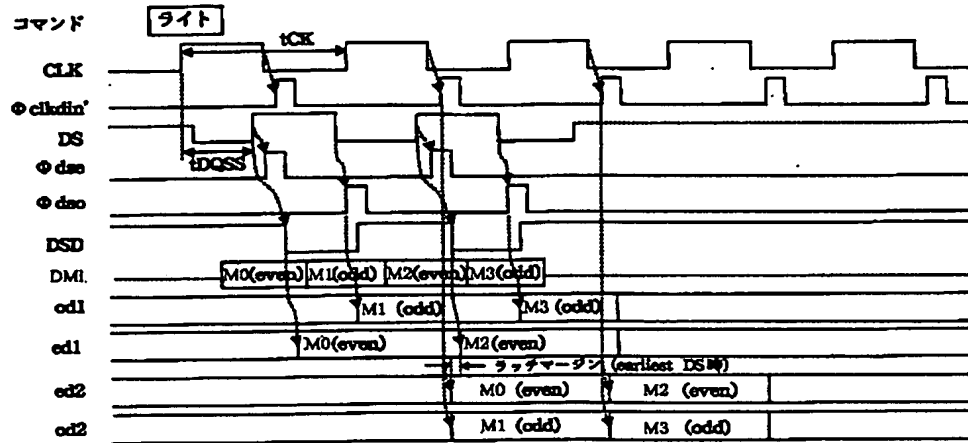 コマンド ライト
tCK
CLK
Φclkdin'
DS
tDQSS
Φdse
Φdso
DSD
DMi. M0(even) M1(odd) M2(even) M3(odd)
od1 M1 (odd) M3 (odd)
ed1 M0(even) M2(even)
ラッチマージン (earliest DS時)
ed2 M0 (even) M2 (even)
od2 M1 (odd) M3 (odd)